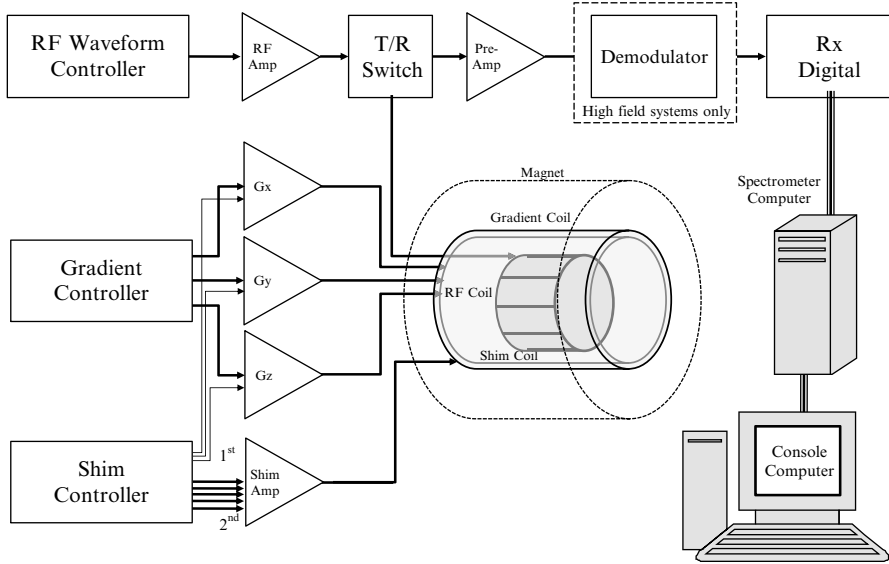 RF Waveform
Controller
RF
Amp
T/R
Switch
Pre-
Amp
Demodulator
High field systems only
Rx
Digital
Magnet
Spectrometer
Computer
Gx
Gradient Coil
Gradient
Controller
Gy
RF Coil
Gz
Shim Coil
Shim
Controller
1st
2nd
Shim
Amp
Console
Computer